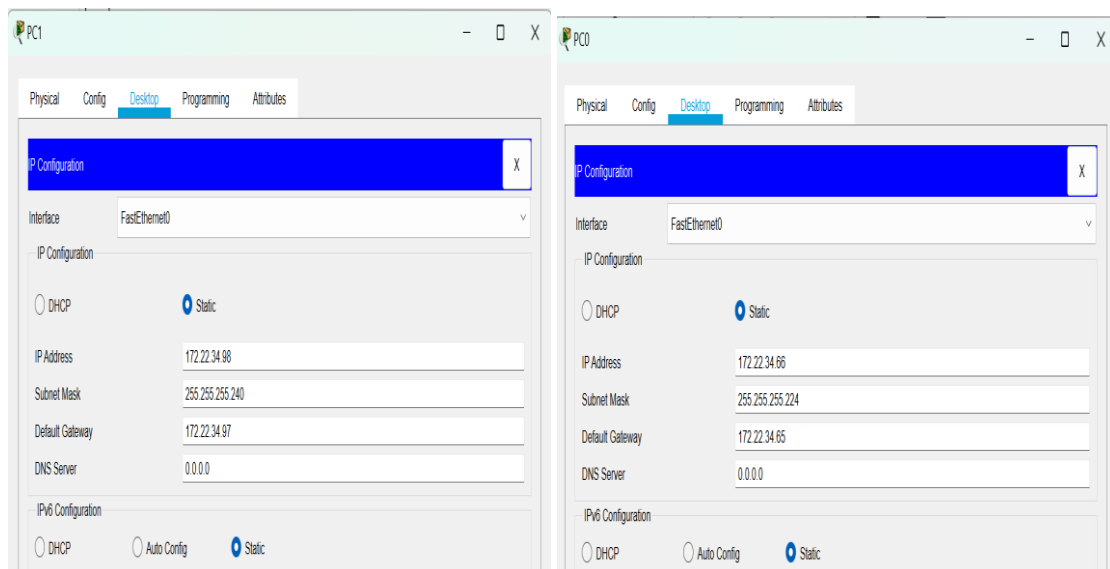 PC1
X
Physical Config Desktop Programming Attributes
IP Configuration
X
Interface FastEthernet0
IP Configuration
DHCP Static
IP Address 172.22.34.98
Subnet Mask 255.255.255.240
Default Gateway 172.22.34.97
DNS Server 0.0.0.0
IPv6 Configuration
DHCP Auto Config Static
PC0
X
Physical Config Desktop Programming Attributes
IP Configuration
X
Interface FastEthernet0
IP Configuration
DHCP Static
IP Address 172.22.34.66
Subnet Mask 255.255.255.224
Default Gateway 172.22.34.65
DNS Server 0.0.0.0
IPv6 Configuration
DHCP Auto Config Static